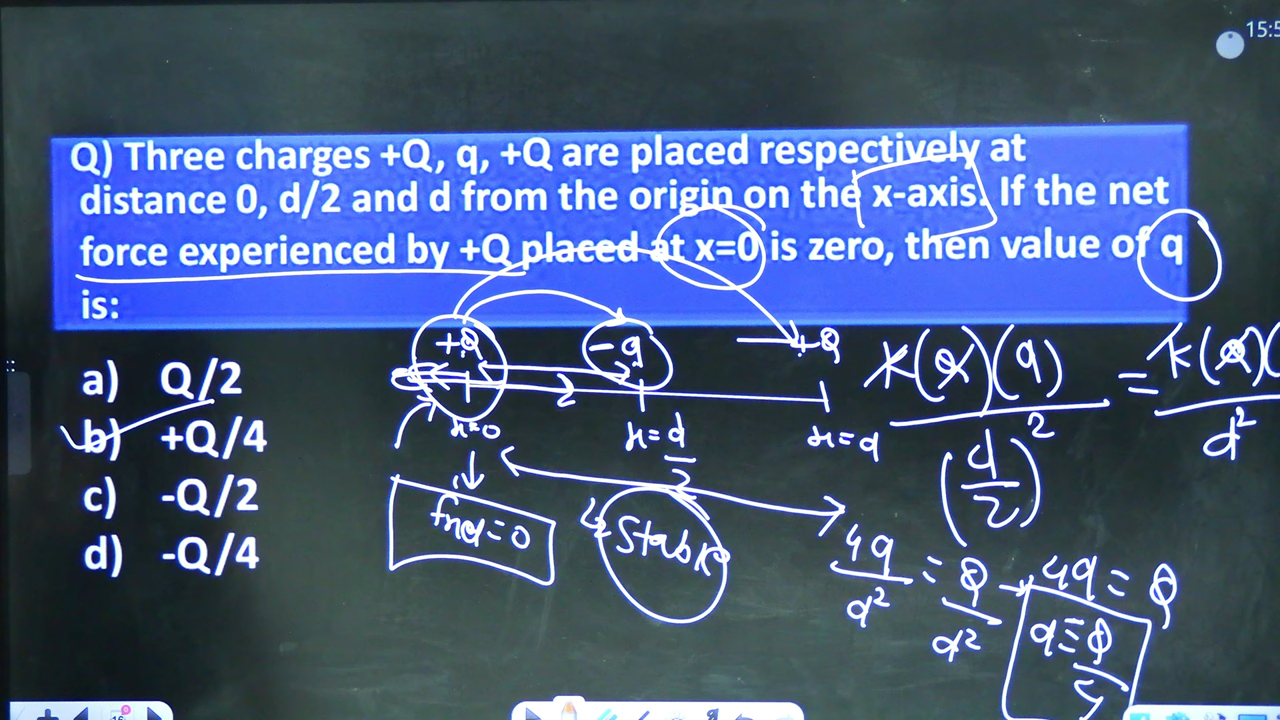 15:5
Q) Three charges +Q, q, +Q are placed respectively at
distance 0, d/2 and d from the origin on the x-axis. If the net
force experienced by +Q placed at x=0 is zero, then value of q
is:
a) Q/2
b) +Q/4
c) -Q/2
d) -Q/4
+Q
-q
+Q
x=0
x=d/2
x=d
Fnet=0
Stable
K(Q)(q)/(d/2)² = K(Q)(
d²
4q/d² = Q/d² → 4q = Q